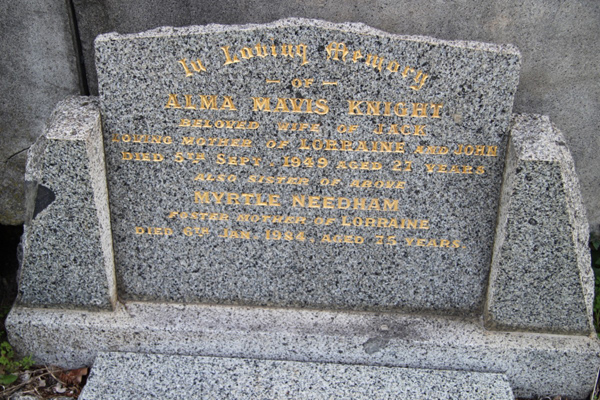 In Loving Memory
— OF —
ALMA MAVIS KNIGHT
BELOVED WIFE OF JACK
LOVING MOTHER OF LORRAINE AND JOHN
DIED 5TH SEPT. 1949 AGED 27 YEARS
ALSO SISTER OF ABOVE
MYRTLE NEEDHAM
FOSTER MOTHER OF LORRAINE
DIED 6TH JAN. 1984, AGED 75 YEARS